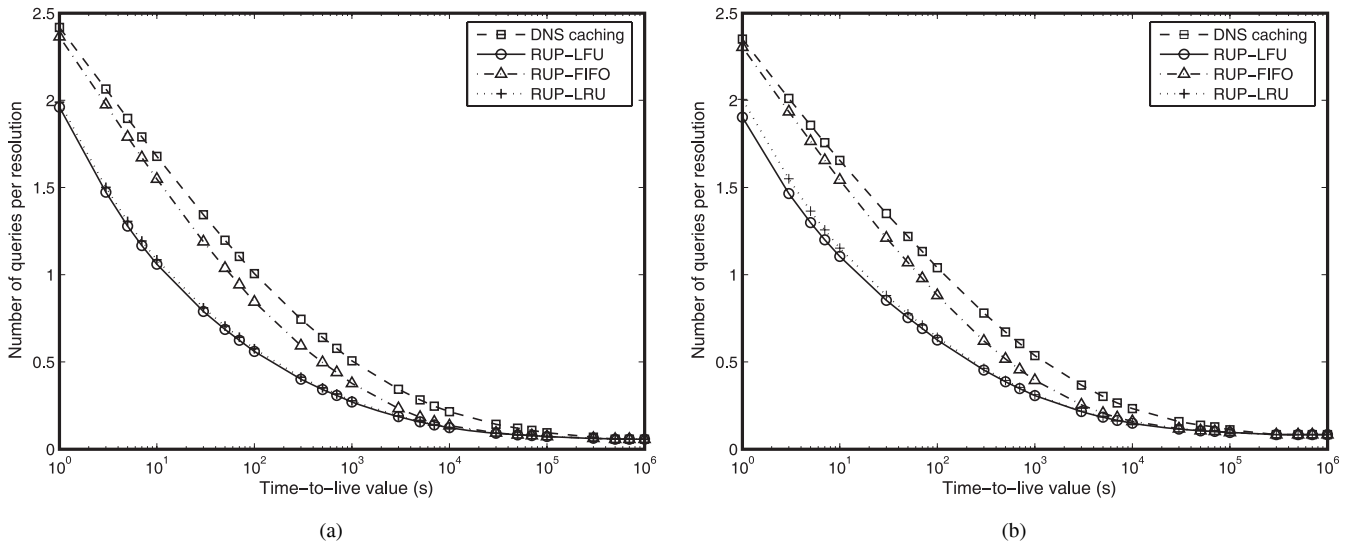 2.5
2
1.5
1
0.5
0
Number of queries per resolution
DNS caching
RUP-LFU
RUP-FIFO
RUP-LRU
10^0 10^1 10^2 10^3 10^4 10^5 10^6
Time-to-live value (s)
(a)
2.5
2
1.5
1
0.5
0
Number of queries per resolution
DNS caching
RUP-LFU
RUP-FIFO
RUP-LRU
10^0 10^1 10^2 10^3 10^4 10^5 10^6
Time-to-live value (s)
(b)